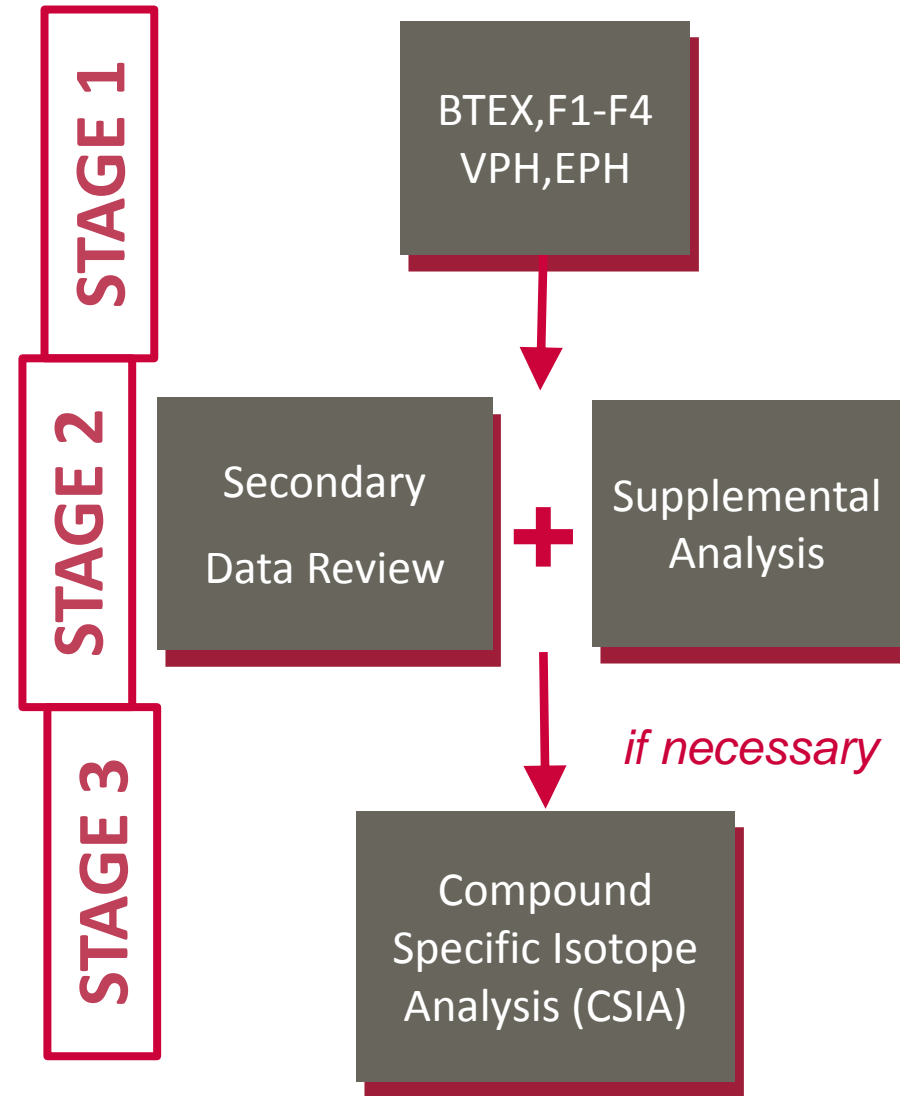 STAGE 1
BTEX,F1-F4
VPH,EPH
STAGE 2
Secondary
Data Review
+
Supplemental
Analysis
if necessary
STAGE 3
Compound
Specific Isotope
Analysis (CSIA)